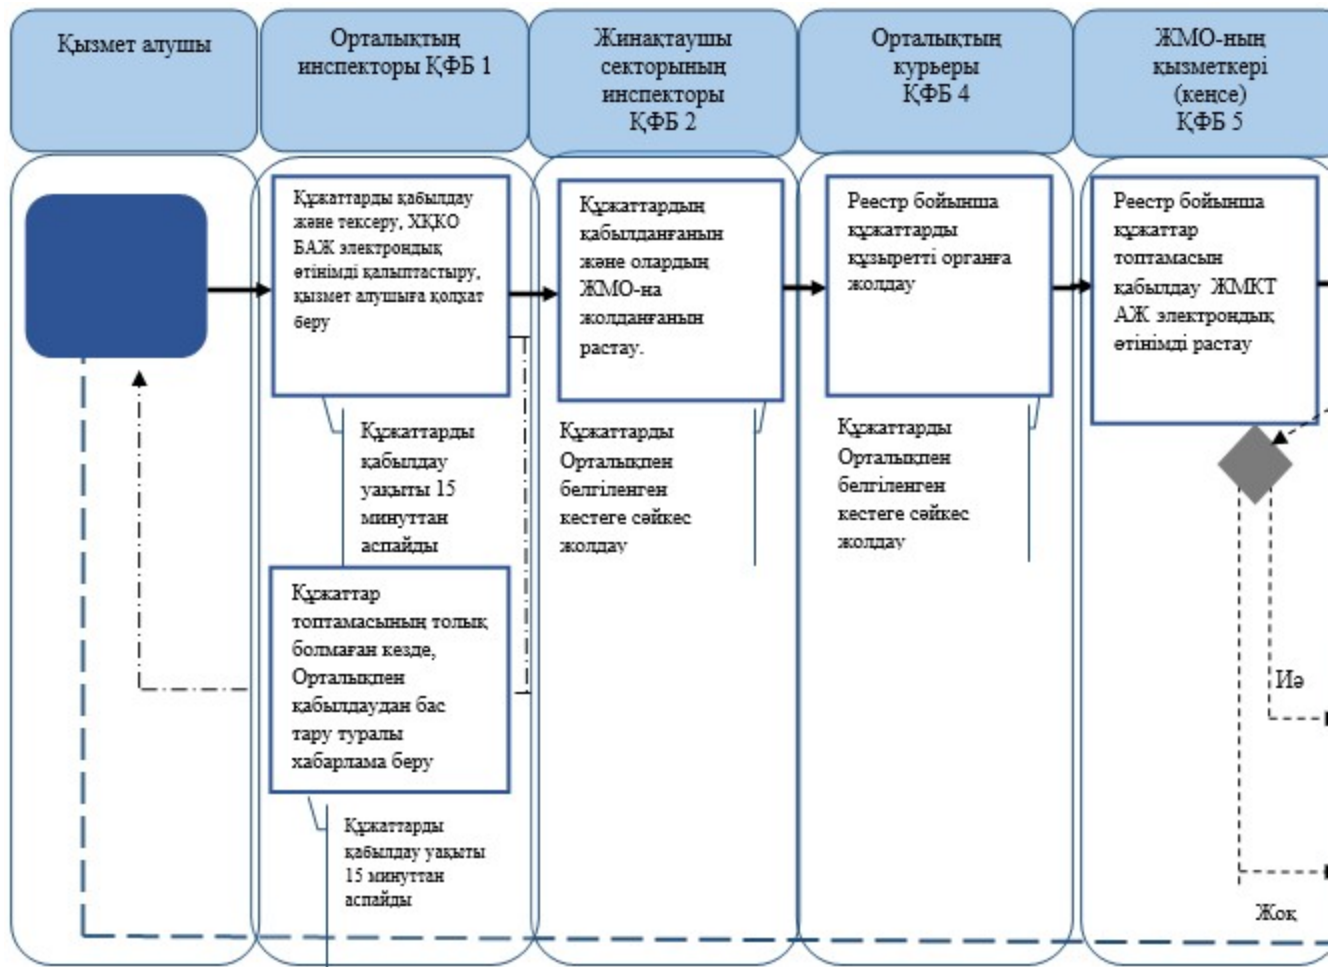 Қызмет алушы
Орталықтың
инспекторы ҚФБ 1
Жинақтаушы
секторының
инспекторы
ҚФБ 2
Орталықтың
курьеры
ҚФБ 4
ЖМО-ның
қызметкері
(кеңсе)
ҚФБ 5
Құжаттарды қабылдау
және тексеру, ХҚКО
БАЖ электрондық
өтінімді қалыптастыру,
қызмет алушыға қолхат
беру
Құжаттардың
қабылданғанын
және олардың
ЖМО-на
жолданғанын
растау.
Реестр бойынша
құжаттарды
құзыретті органға
жолдау
Реестр бойынша
құжаттар
топтамасын
қабылдау ЖМКТ
АЖ электрондық
өтінімді растау
Құжаттарды
қабылдау
уақыты 15
минуттан
аспайды
Құжаттарды
Орталықпен
белгіленген
кестеге сәйкес
жолдау
Құжаттарды
Орталықпен
белгіленген
кестеге сәйкес
жолдау
Құжаттар
топтамасының толық
болмаған кезде,
Орталықпен
қабылдаудан бас
тару туралы
хабарлама беру
Құжаттарды
қабылдау уақыты
15 минуттан
аспайды
Иә
Жоқ